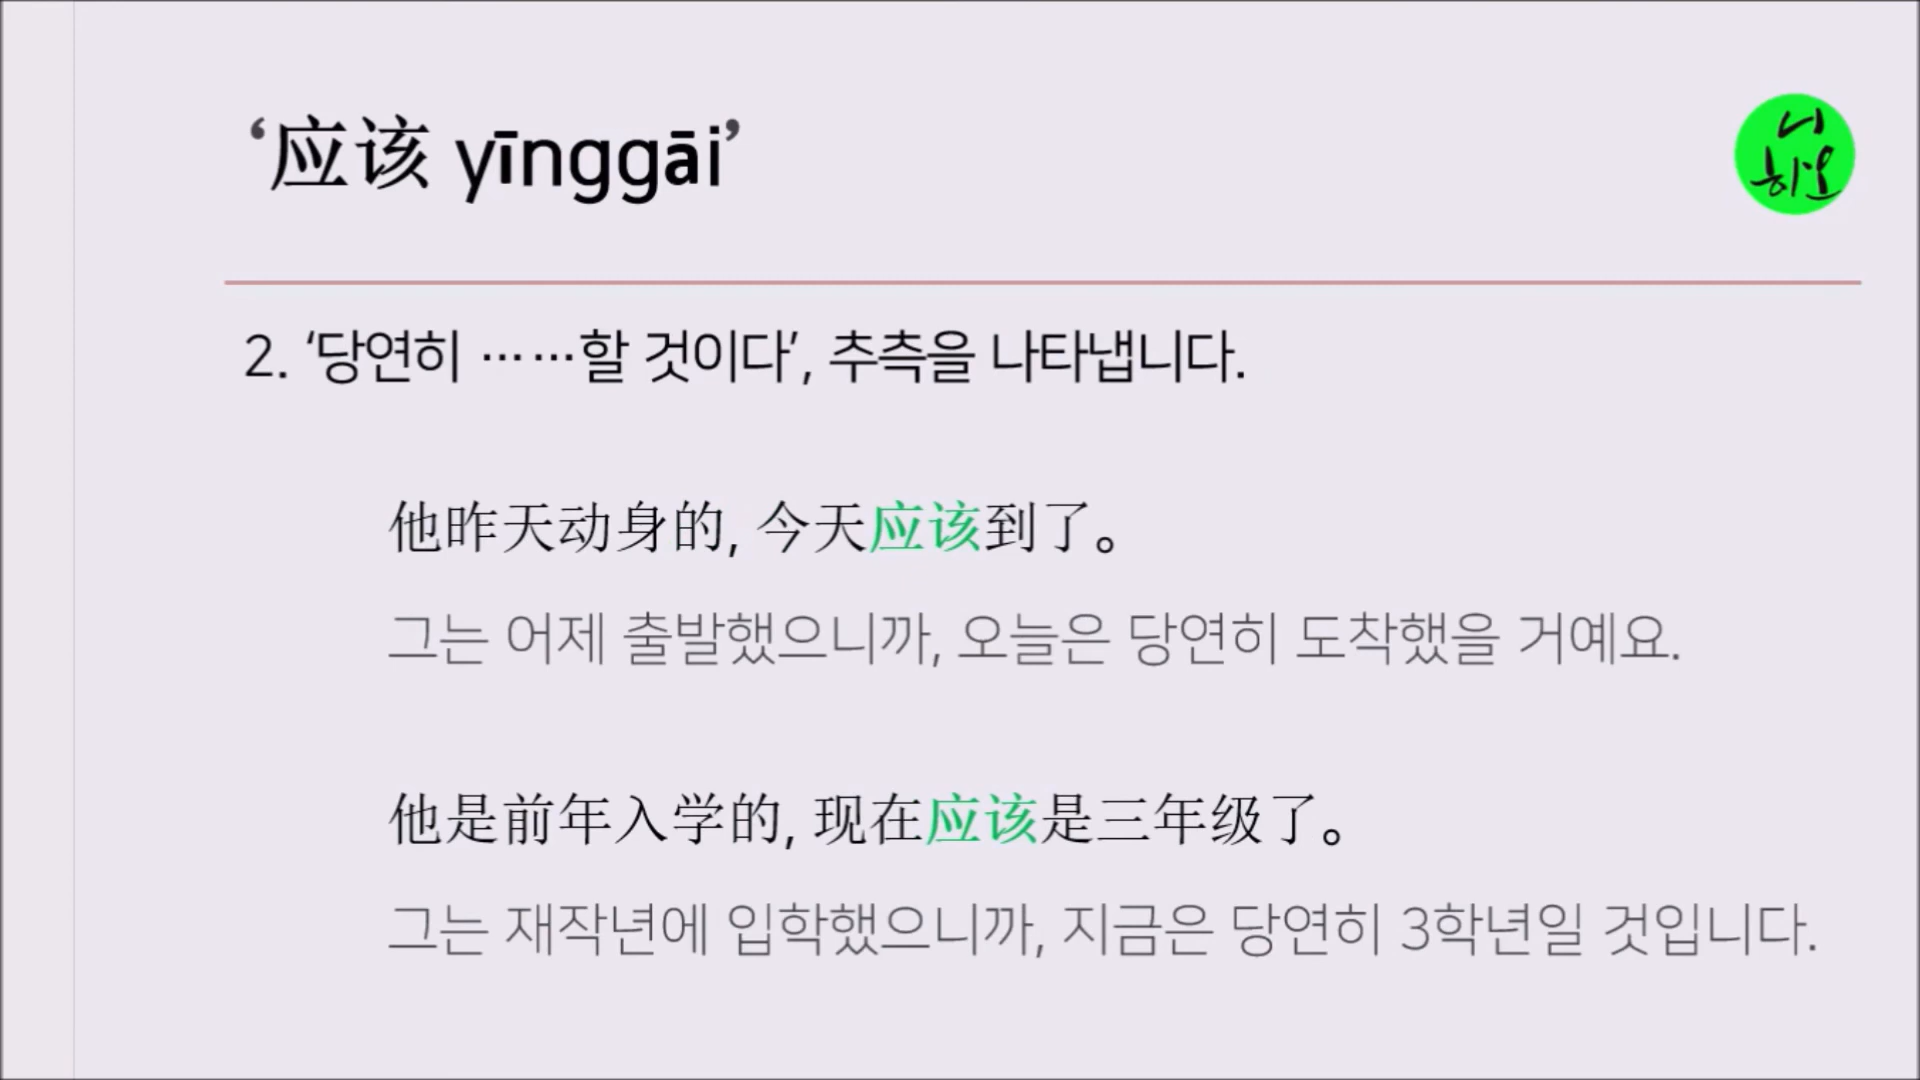 ‘应该 yīnggāi’
니
하오
2. ‘당연히 ……할 것이다’, 추측을 나타냅니다.
他昨天动身的, 今天应该到了。
그는 어제 출발했으니까, 오늘은 당연히 도착했을 거예요.
他是前年入学的, 现在应该是三年级了。
그는 재작년에 입학했으니까, 지금은 당연히 3학년일 것입니다.